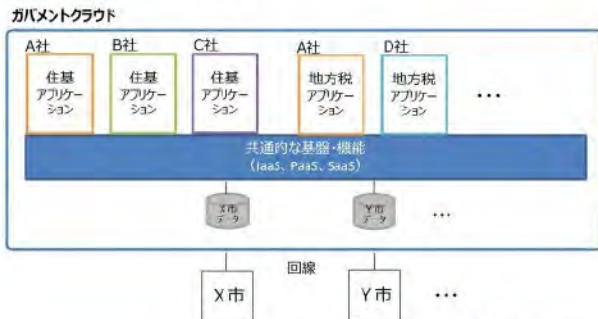 ガバメントクラウド
A社
B社
C社
A社
D社
住基
アプリケー
ション
住基
アプリケー
ション
住基
アプリケー
ション
地方税
アプリケー
ション
地方税
アプリケー
ション
・・・
共通的な基盤・機能
（IaaS、PaaS、SaaS）
X市
データ
Y市
データ
・・・
回線
X市
Y市
・・・